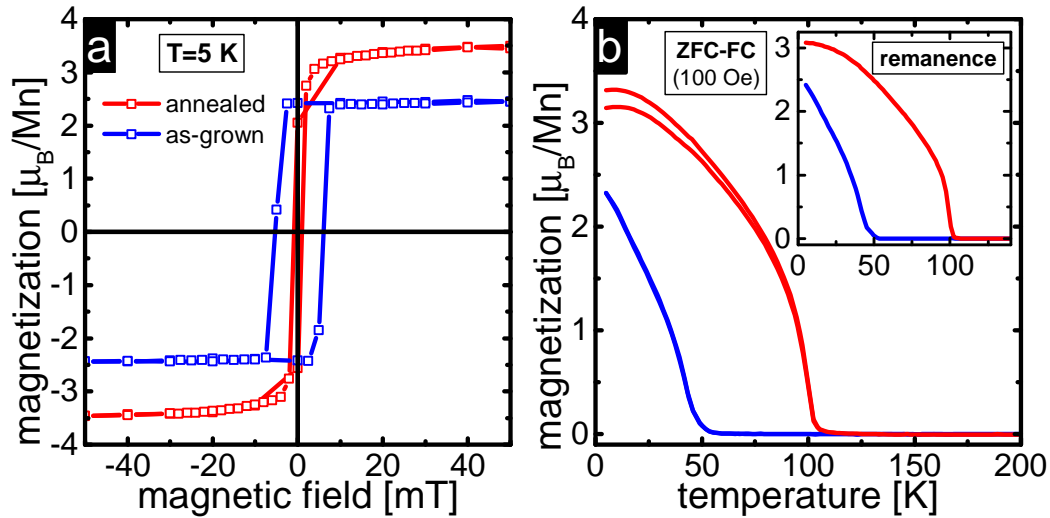 a
T=5 K
annealed
as-grown
magnetization [μB/Mn]
4
3
2
1
0
-1
-2
-3
-4
-40 -20 0 20 40
magnetic field [mT]
b
ZFC-FC
(100 Oe)
remanence
magnetization [μB/Mn]
4
3
2
1
0
0 50 100 150 200
temperature [K]
3
2
1
0
0 50 100